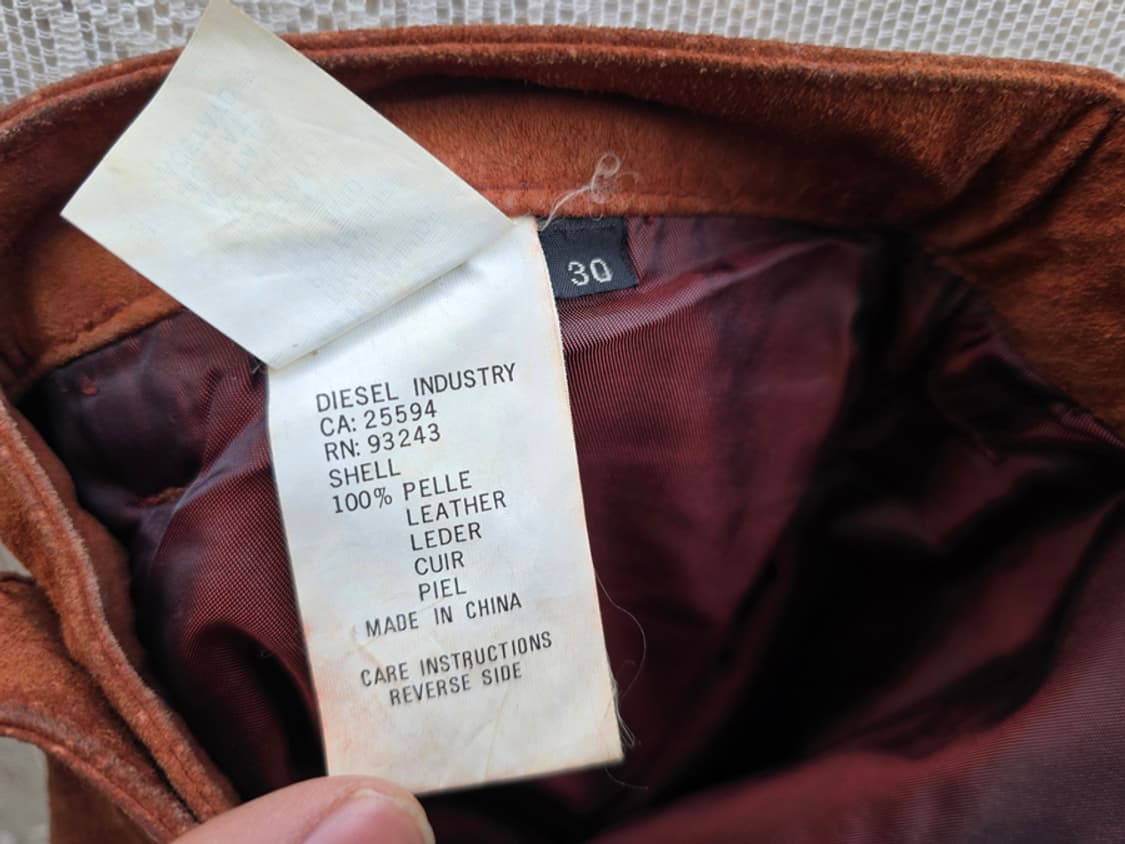 30
DIESEL INDUSTRY
CA: 25594
RN: 93243
SHELL
100% PELLE
LEATHER
LEDER
CUIR
PIEL
MADE IN CHINA
CARE INSTRUCTIONS
REVERSE SIDE